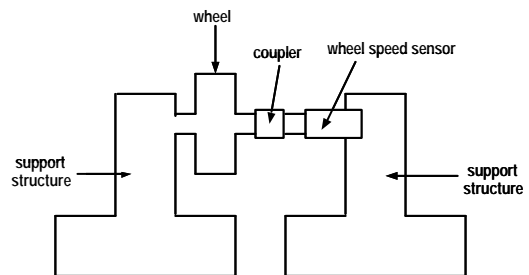 wheel
coupler
wheel speed sensor
support
structure
support
structure